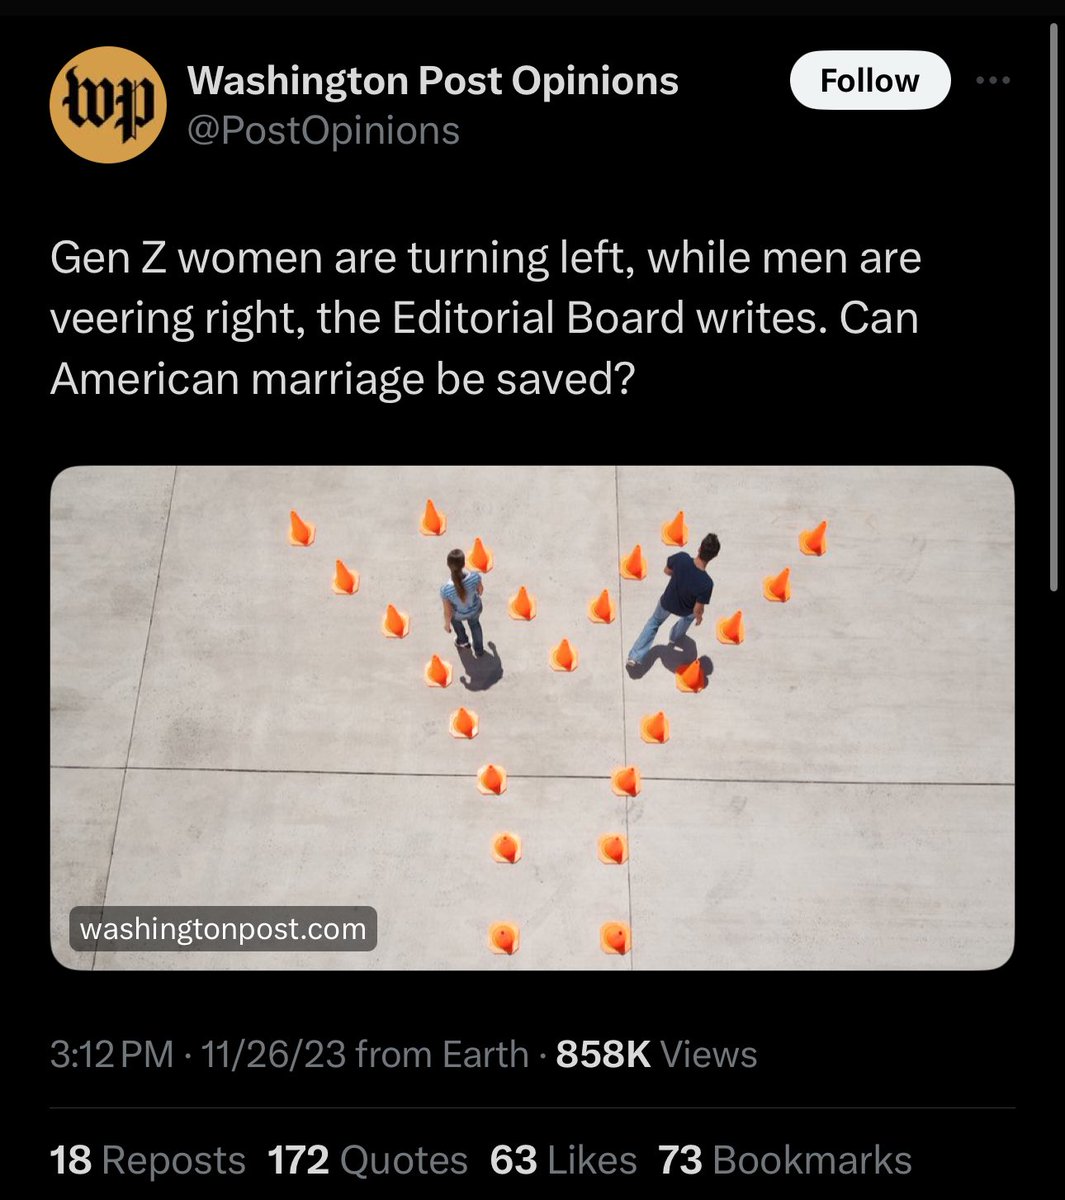 wp
Washington Post Opinions
Follow
@PostOpinions
Gen Z women are turning left, while men are
veering right, the Editorial Board writes. Can
American marriage be saved?
washingtonpost.com
3:12 PM · 11/26/23 from Earth · 858K Views
18 Reposts 172 Quotes 63 Likes 73 Bookmarks